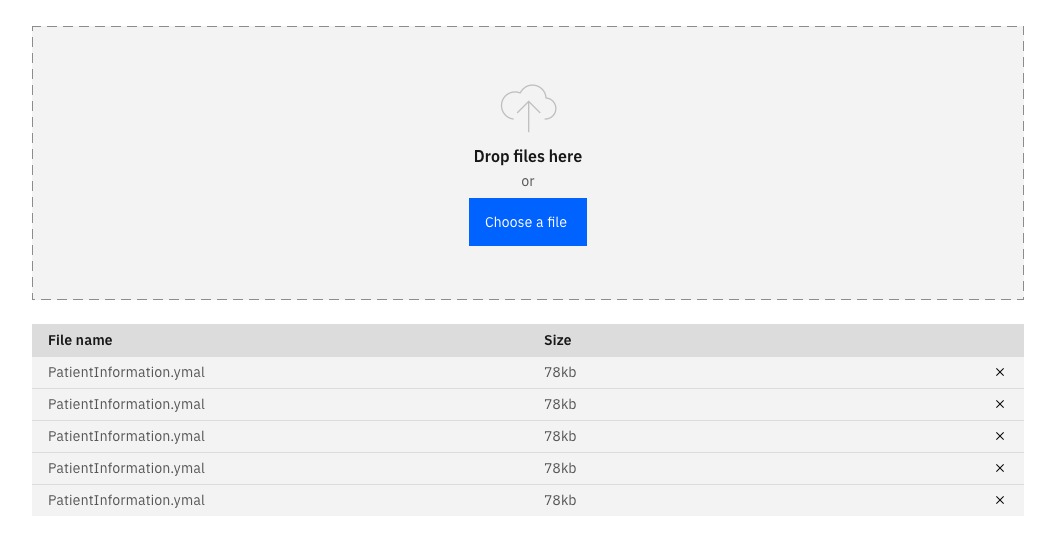 Drop files here
or
Choose a file
File name Size
PatientInformation.ymal 78kb
PatientInformation.ymal 78kb
PatientInformation.ymal 78kb
PatientInformation.ymal 78kb
PatientInformation.ymal 78kb